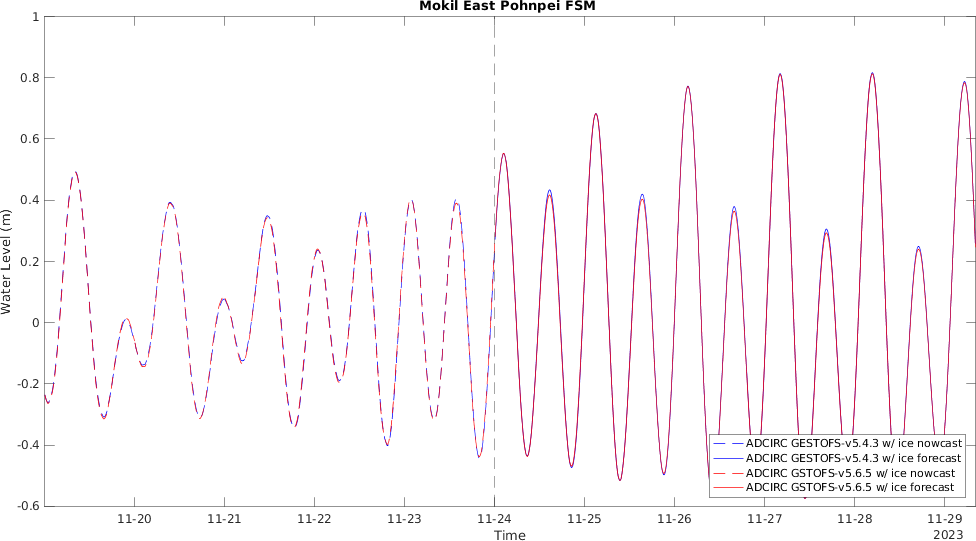 Mokil East Pohnpei FSM
1
0.8
0.6
0.4
0.2
0
-0.2
-0.4
-0.6
Water Level (m)
ADCIRC GESTOFS-v5.4.3 w/ ice nowcast
ADCIRC GESTOFS-v5.4.3 w/ ice forecast
ADCIRC GSTOFS-v5.6.5 w/ ice nowcast
ADCIRC GSTOFS-v5.6.5 w/ ice forecast
11-20 11-21 11-22 11-23 11-24 11-25 11-26 11-27 11-28 11-29
Time 2023